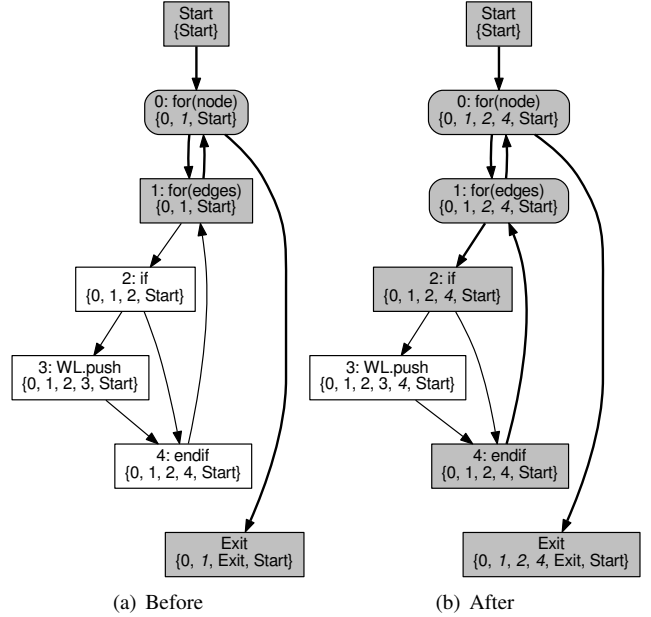 Start
{Start}
0: for(node)
{0, 1, Start}
1: for(edges)
{0, 1, Start}
2: if
{0, 1, 2, Start}
3: WL.push
{0, 1, 2, 3, Start}
4: endif
{0, 1, 2, 4, Start}
Exit
{0, 1, Exit, Start}
(a) Before
Start
{Start}
0: for(node)
{0, 1, 2, 4, Start}
1: for(edges)
{0, 1, 2, 4, Start}
2: if
{0, 1, 2, 4, Start}
3: WL.push
{0, 1, 2, 3, 4, Start}
4: endif
{0, 1, 2, 4, Start}
Exit
{0, 1, 2, 4, Exit, Start}
(b) After